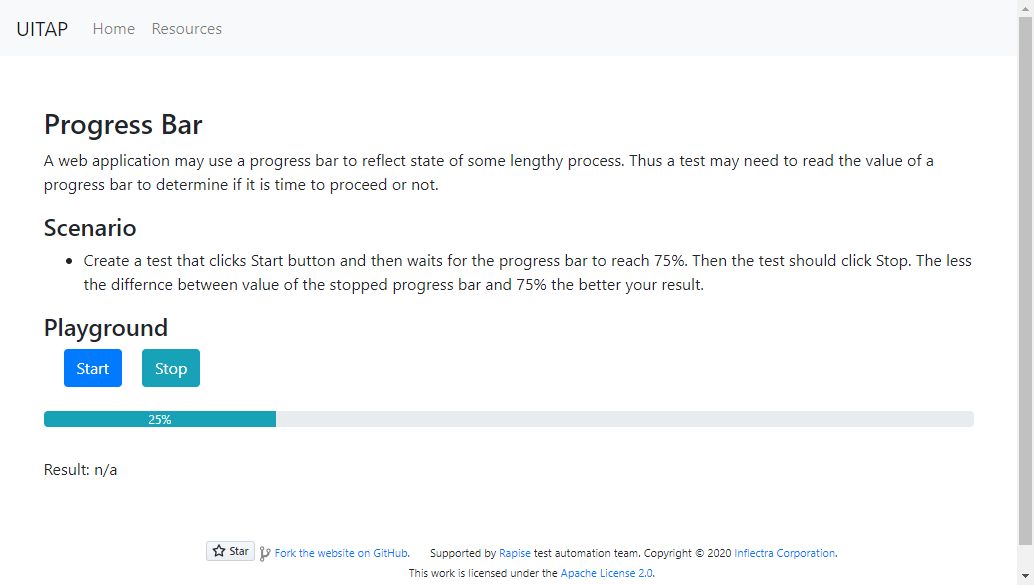 UITAP Home Resources
Progress Bar
A web application may use a progress bar to reflect state of some lengthy process. Thus a test may need to read the value of a
progress bar to determine if it is time to proceed or not.
Scenario
• Create a test that clicks Start button and then waits for the progress bar to reach 75%. Then the test should click Stop. The less
the differnce between value of the stopped progress bar and 75% the better your result.
Playground
Start Stop
25%
Result: n/a
Star Fork the website on GitHub. Supported by Rapise test automation team. Copyright © 2020 Inflectra Corporation.
This work is licensed under the Apache License 2.0.